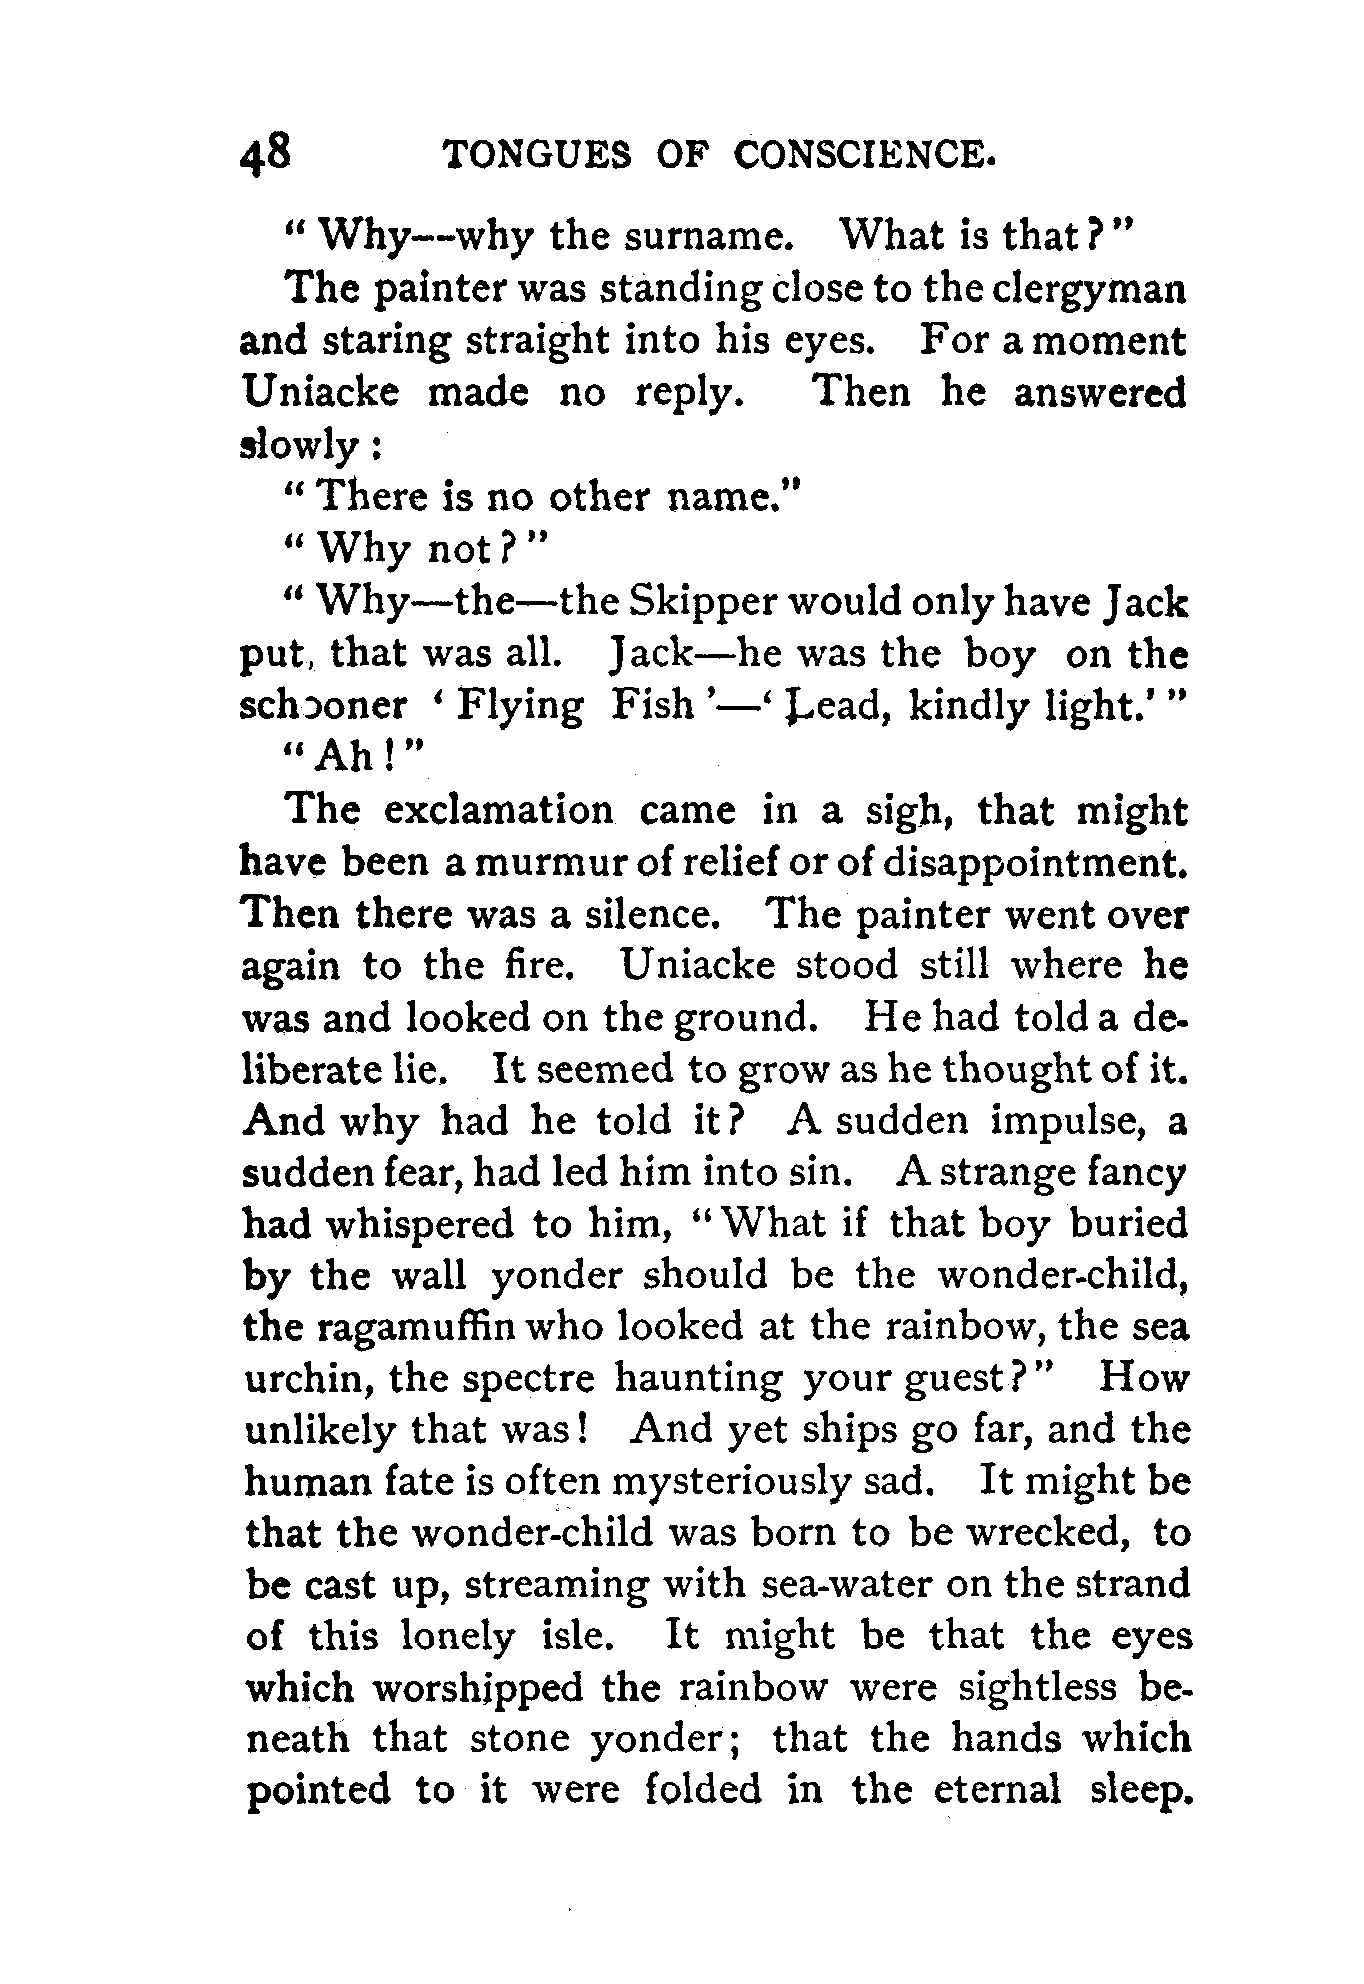 48 TONGUES OF CONSCIENCE.
" Why--why the surname. What is that ? "
The painter was standing close to the clergyman
and staring straight into his eyes. For a moment
Uniacke made no reply. Then he answered
slowly :
" There is no other name."
" Why not ? "
" Why—the—the Skipper would only have Jack
put, that was all. Jack—he was the boy on the
schooner ‘ Flying Fish ’—‘ Lead, kindly light.’ "
" Ah ! "
The exclamation came in a sigh, that might
have been a murmur of relief or of disappointment.
Then there was a silence. The painter went over
again to the fire. Uniacke stood still where he
was and looked on the ground. He had told a de-
liberate lie. It seemed to grow as he thought of it.
And why had he told it? A sudden impulse, a
sudden fear, had led him into sin. A strange fancy
had whispered to him, " What if that boy buried
by the wall yonder should be the wonder-child,
the ragamuffin who looked at the rainbow, the sea
urchin, the spectre haunting your guest? " How
unlikely that was! And yet ships go far, and the
human fate is often mysteriously sad. It might be
that the wonder-child was born to be wrecked, to
be cast up, streaming with sea-water on the strand
of this lonely isle. It might be that the eyes
which worshipped the rainbow were sightless be-
neath that stone yonder; that the hands which
pointed to it were folded in the eternal sleep.